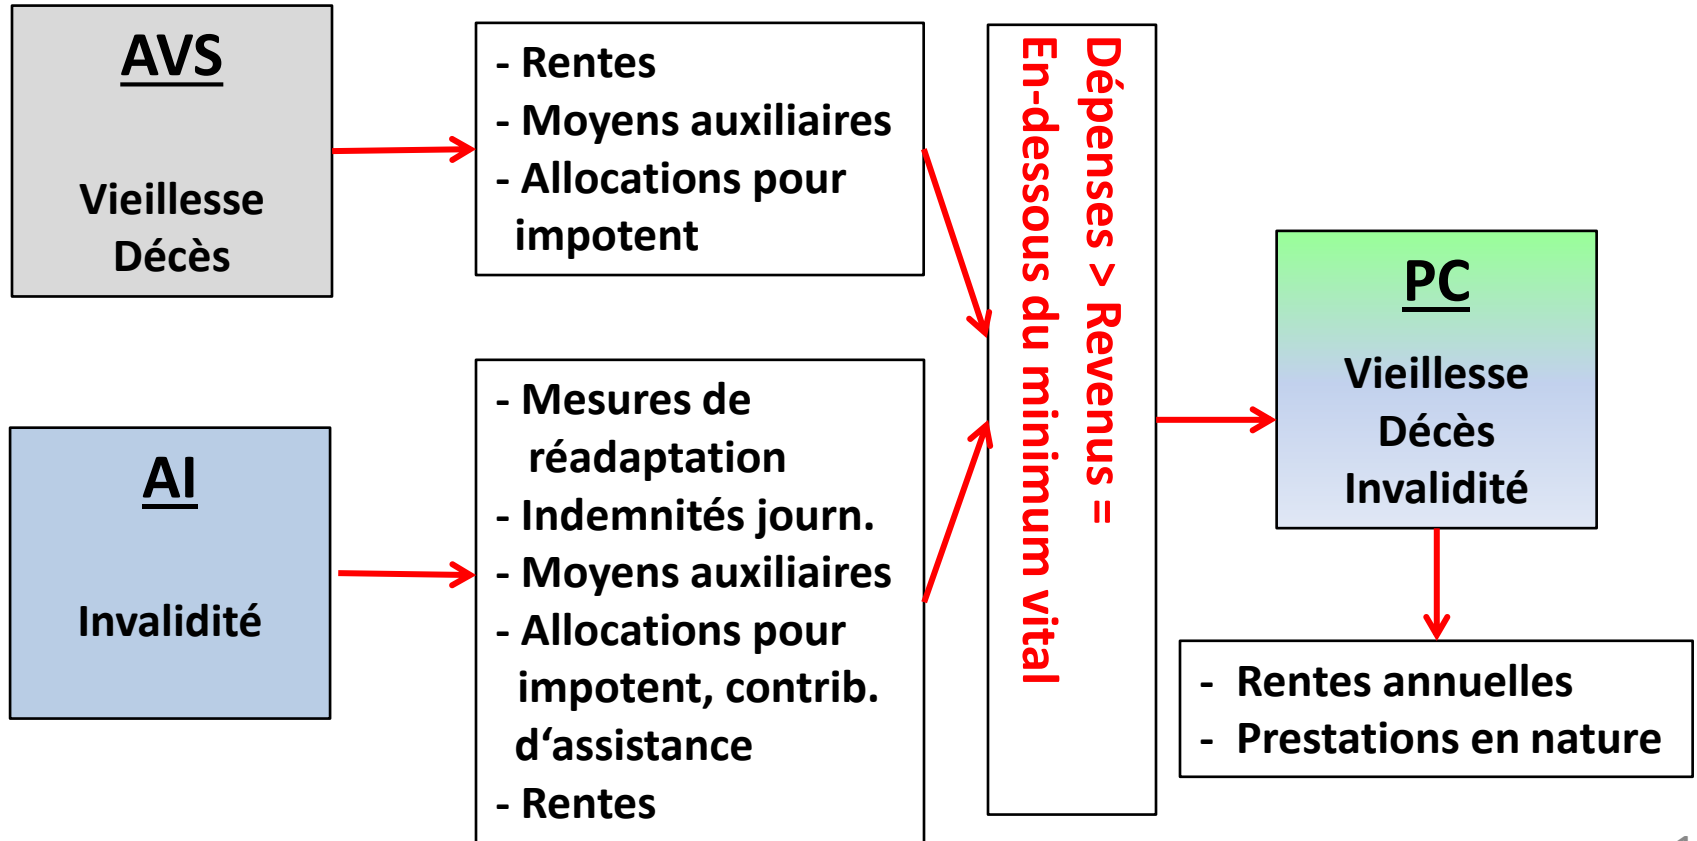 AVS
Vieillesse
Décès
- Rentes
- Moyens auxiliaires
- Allocations pour
impotent
AI
Invalidité
- Mesures de
réadaptation
- Indemnités journ.
- Moyens auxiliaires
- Allocations pour
impotent, contrib.
d‘assistance
- Rentes
Dépenses > Revenus =
En-dessous du minimum vital
PC
Vieillesse
Décès
Invalidité
- Rentes annuelles
- Prestations en nature